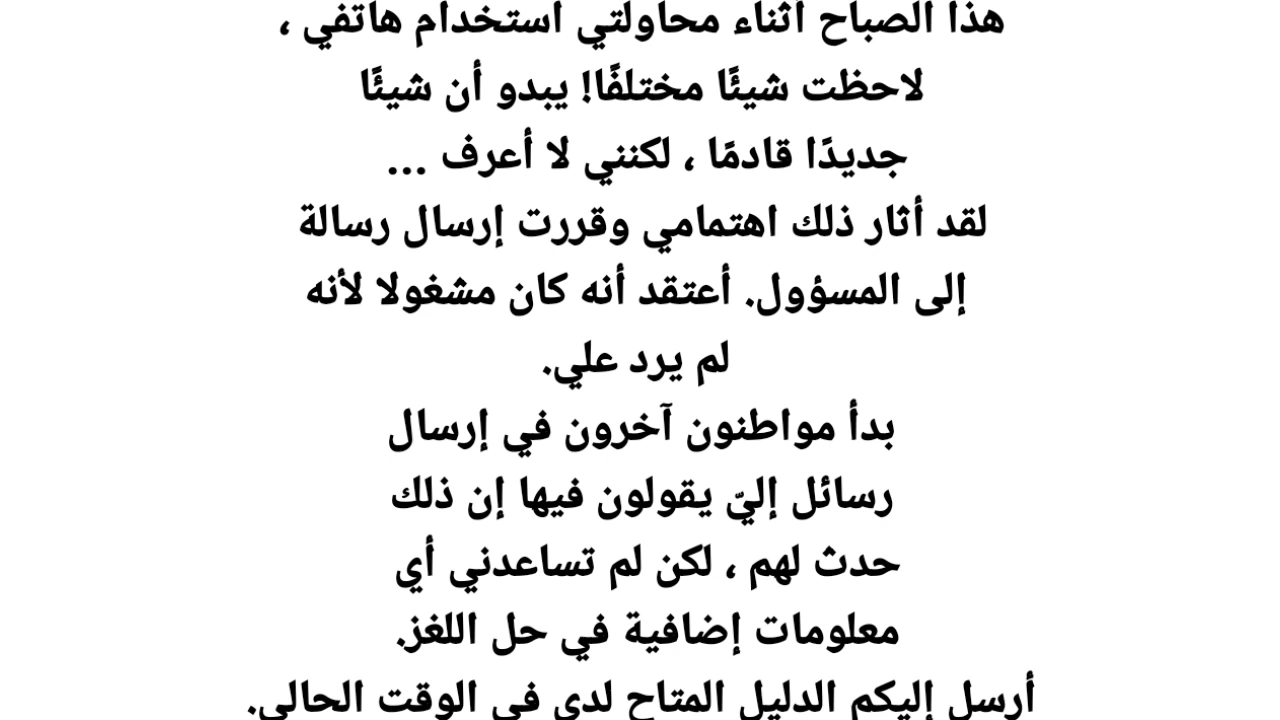 هذا الصباح أثناء محاولتي استخدام هاتفي ،
لاحظت شيئًا مختلفًا! يبدو أن شيئًا
جديدًا قادمًا ، لكنني لا أعرف ...
لقد أثار ذلك اهتمامي وقررت إرسال رسالة
إلى المسؤول. أعتقد أنه كان مشغولا لأنه
لم يرد علي.
بدأ مواطنون آخرون في إرسال
رسائل إليّ يقولون فيها إن ذلك
حدث لهم ، لكن لم تساعدني أي
معلومات إضافية في حل اللغز.
أرسل إليكم الدليل المتاح لدي في الوقت الحالي.